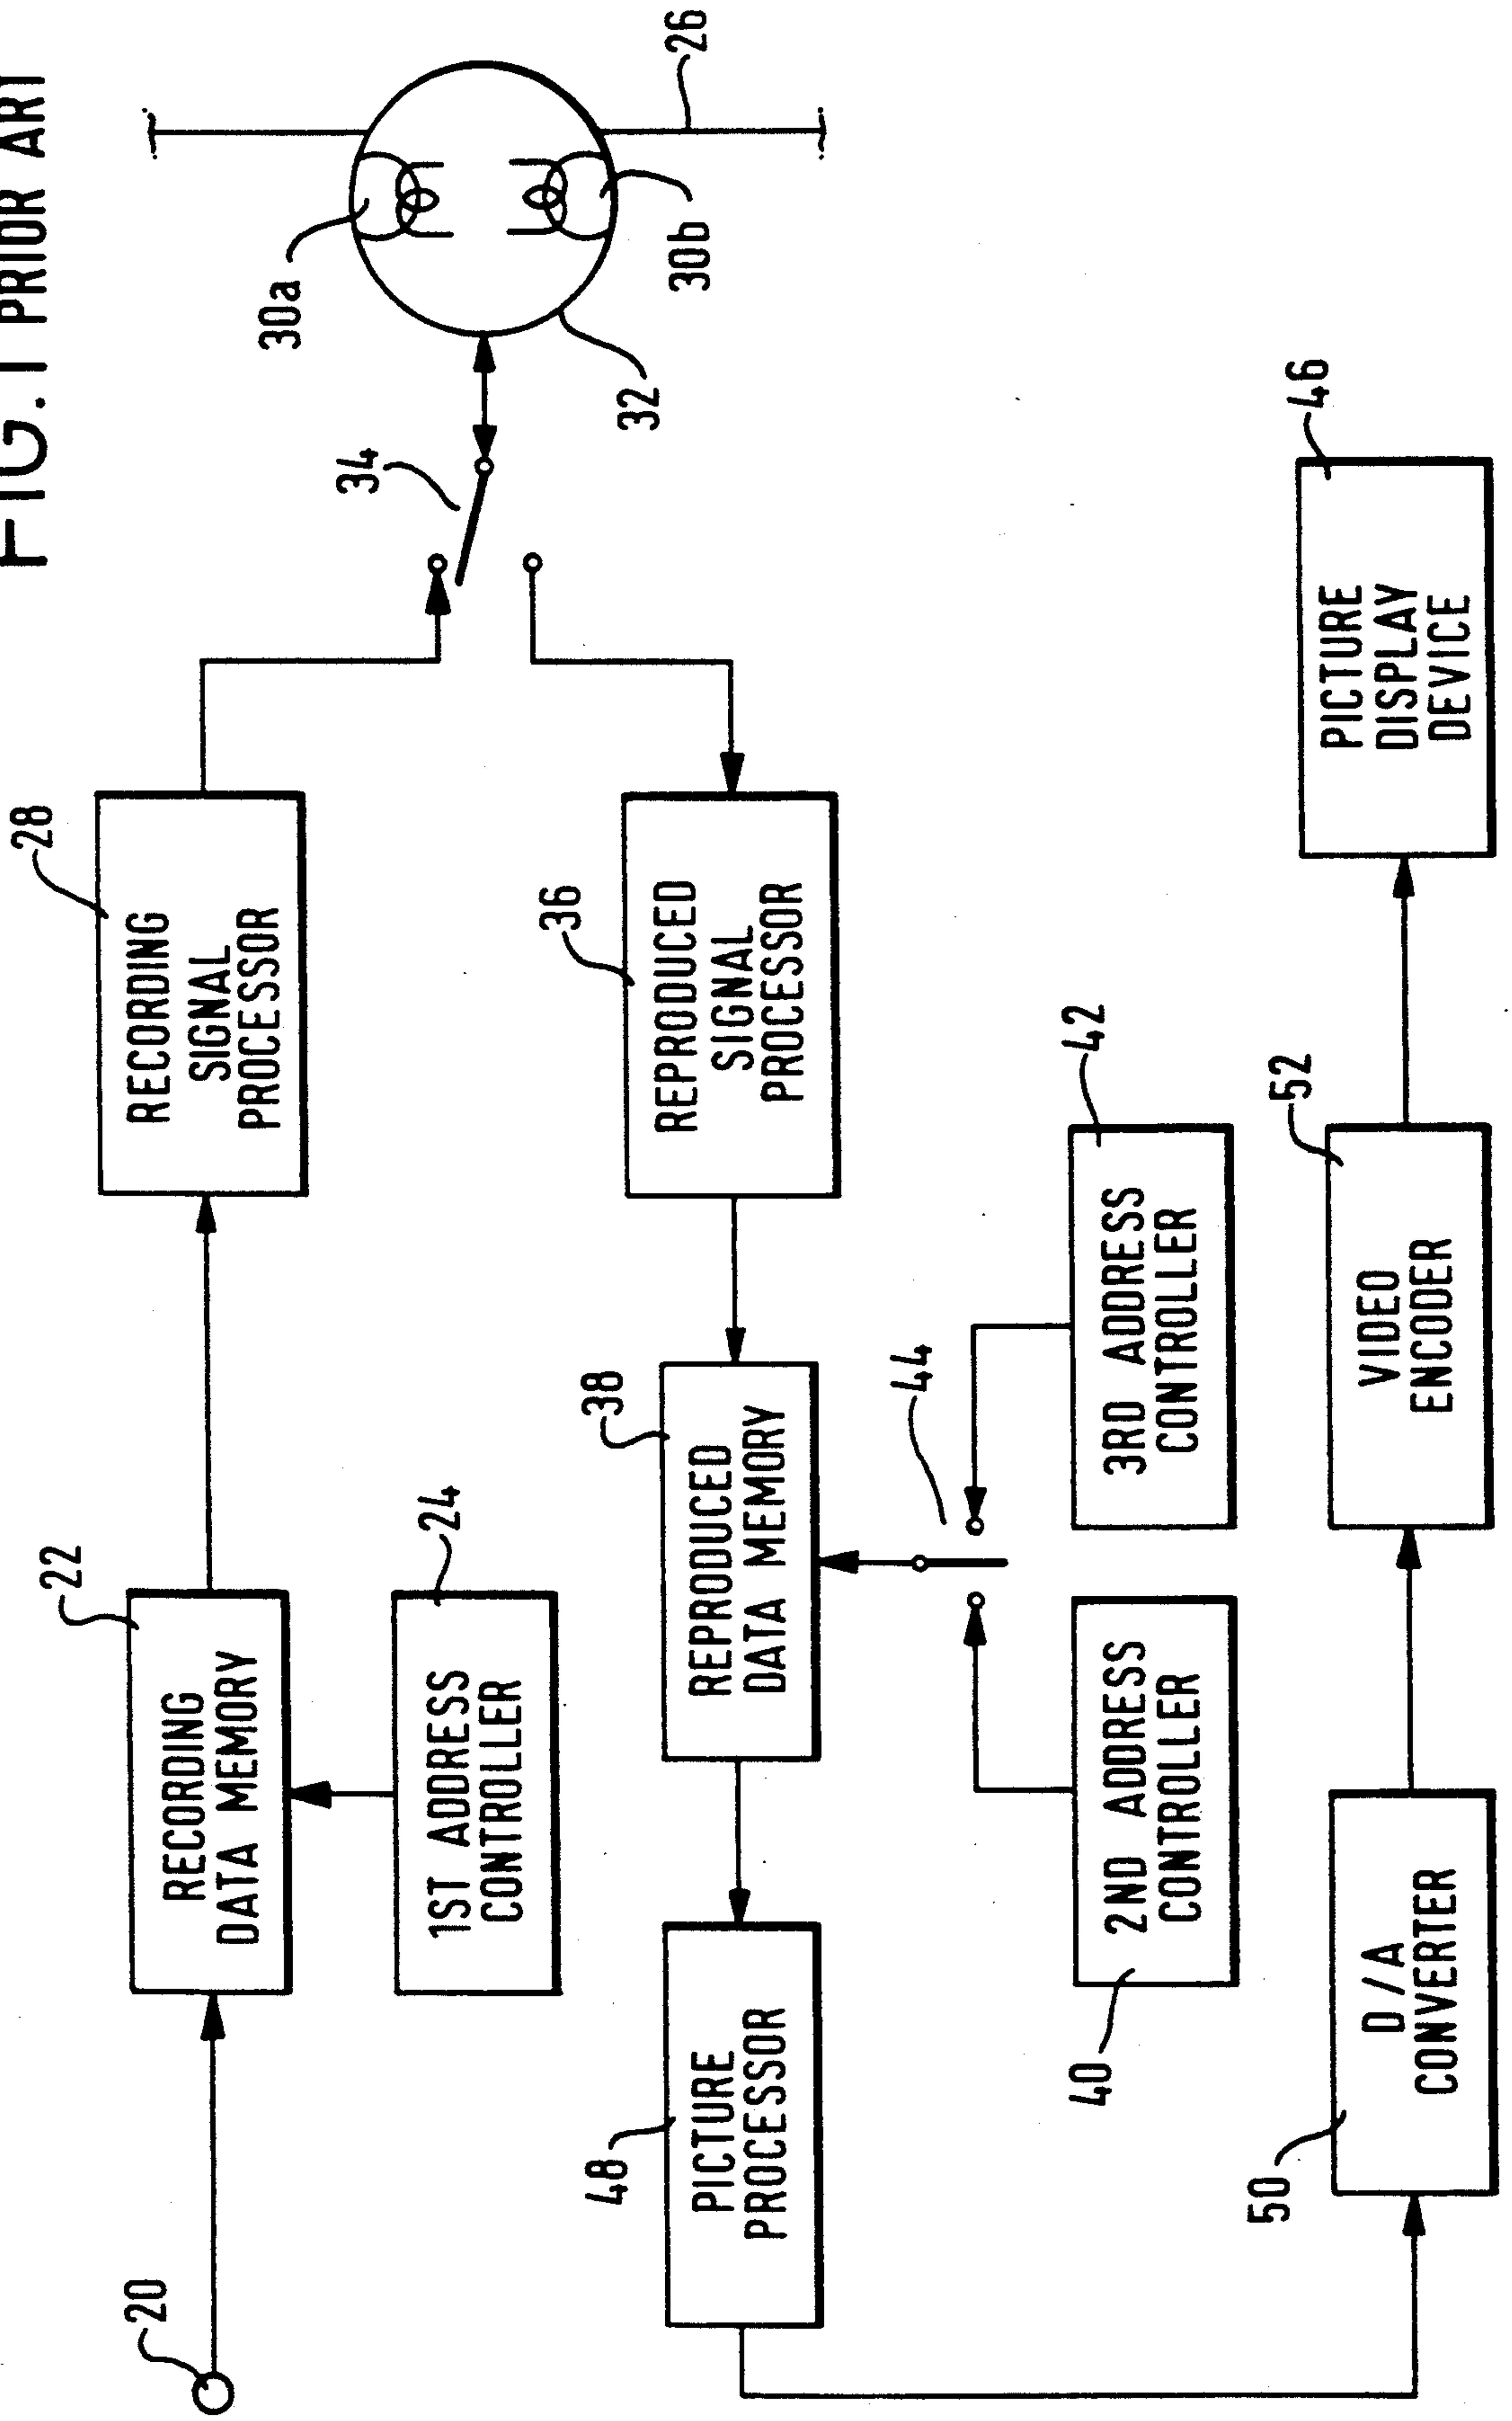 FIG.1 PRIOR ART
20
22
RECORDING
DATA MEMORY
28
RECORDING
SIGNAL
PROCESSOR
24
1ST ADDRESS
CONTROLLER
34
30a
30b
32
26
36
REPRODUCED
SIGNAL
PROCESSOR
38
REPRODUCED
DATA MEMORY
48
PICTURE
PROCESSOR
44
40
2ND ADDRESS
CONTROLLER
42
3RD ADDRESS
CONTROLLER
50
D/A
CONVERTER
52
VIDEO
ENCODER
46
PICTURE
DISPLAY
DEVICE